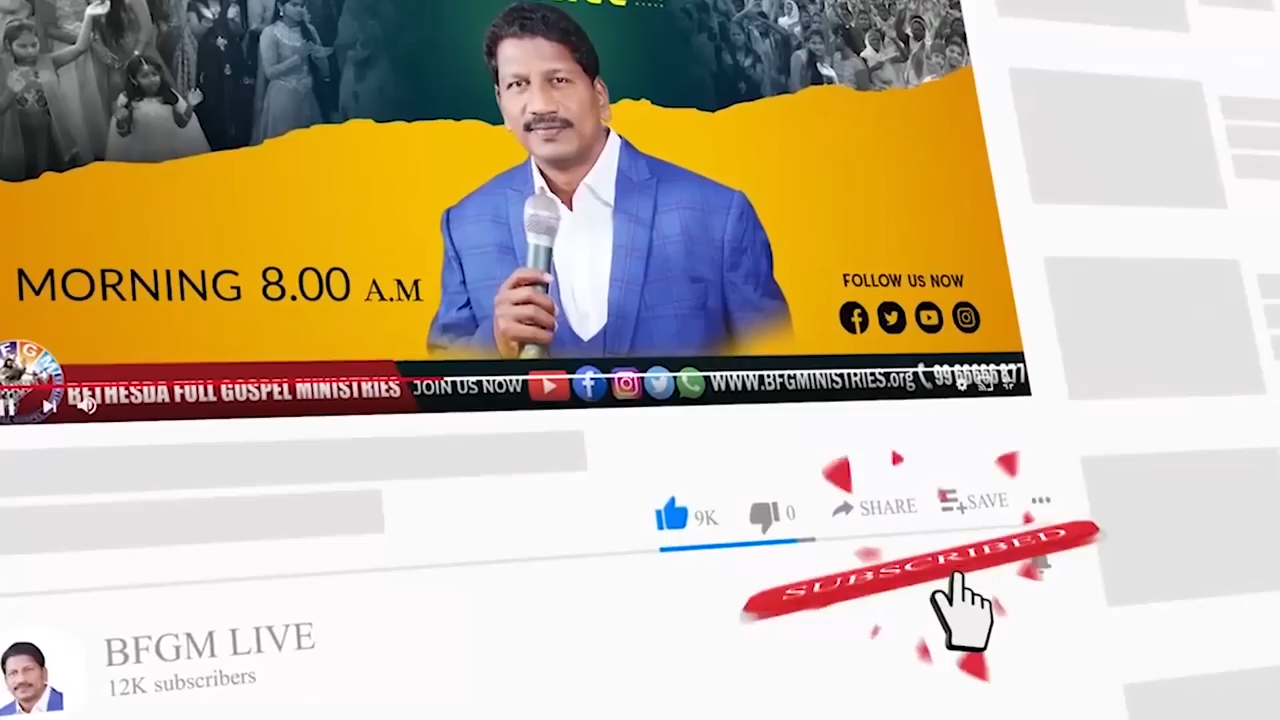 MORNING 8.00 A.M
FOLLOW US NOW
BETHESDA FULL GOSPEL MINISTRIES JOIN US NOW WWW.BFGMINISTRIES.org
9K 0 SHARE SAVE
SUBSCRIBED
BFGM LIVE
12K subscribers